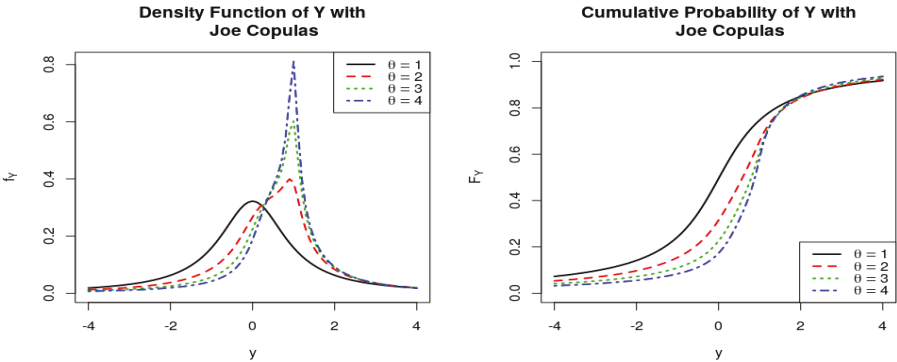 Density Function of Y with
Joe Copulas
f_Y
0.0 0.2 0.4 0.6 0.8
θ = 1
θ = 2
θ = 3
θ = 4
-4 -2 0 2 4
y
Cumulative Probability of Y with
Joe Copulas
F_Y
0.0 0.2 0.4 0.6 0.8 1.0
θ = 1
θ = 2
θ = 3
θ = 4
-4 -2 0 2 4
y